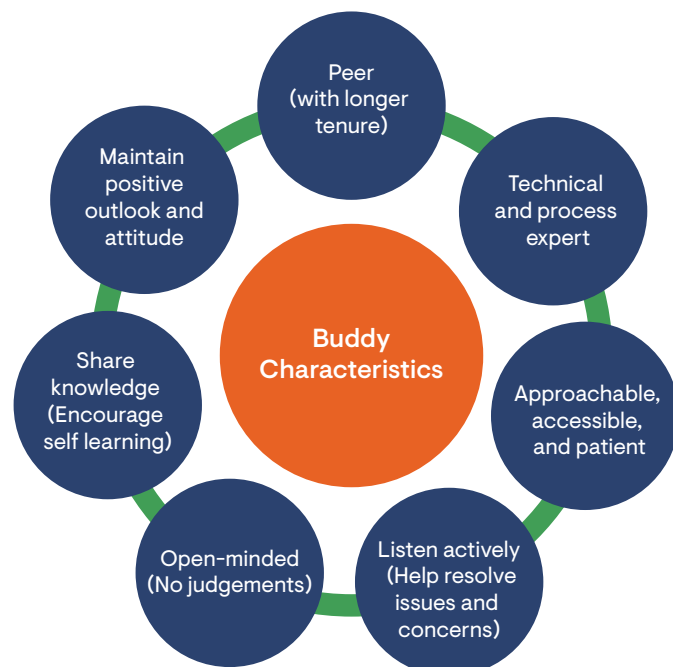 Peer
(with longer
tenure)
Technical
and process
expert
Approachable,
accessible,
and patient
Listen actively
(Help resolve
issues and
concerns)
Open-minded
(No judgements)
Share
knowledge
(Encourage
self learning)
Maintain
positive
outlook and
attitude
Buddy
Characteristics